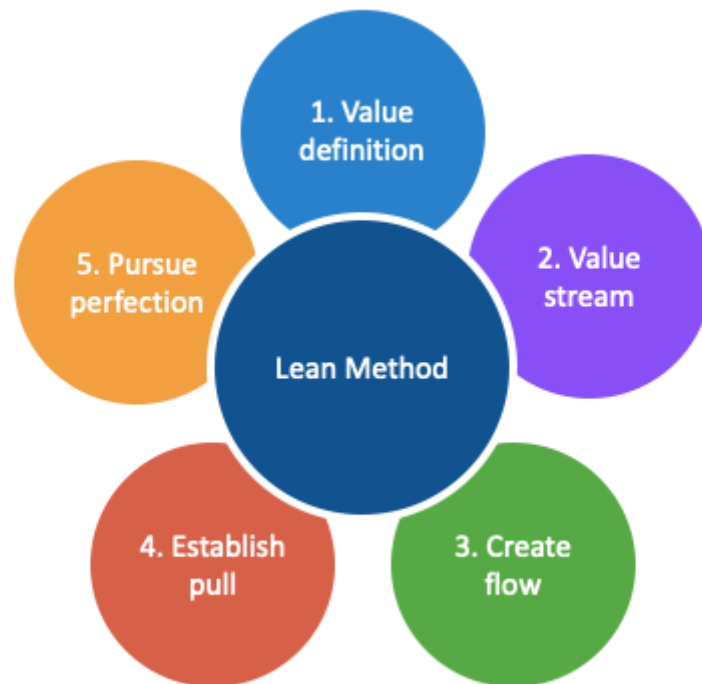 1. Value
definition
2. Value
stream
3. Create
flow
4. Establish
pull
5. Pursue
perfection
Lean Method